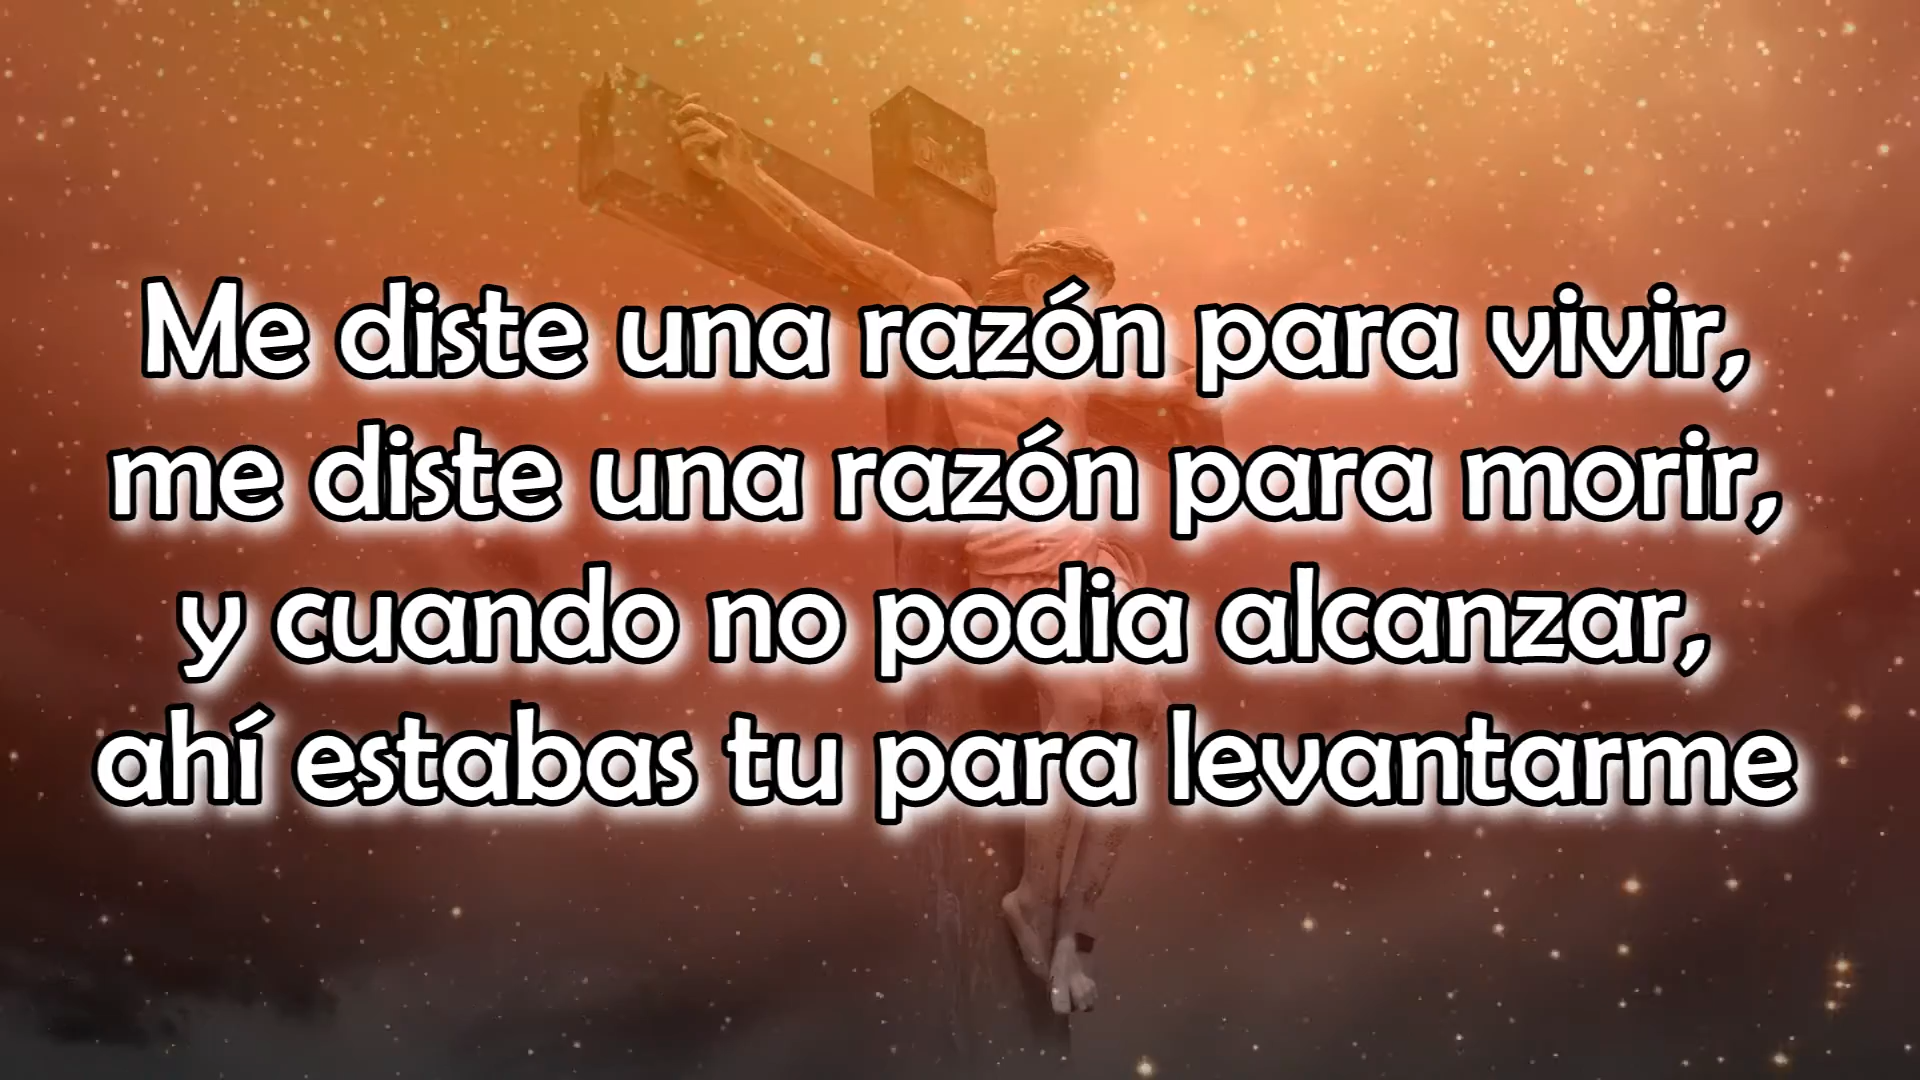 Me diste una razón para vivir,
me diste una razón para morir,
y cuando no podia alcanzar,
ahí estabas tu para levantarme